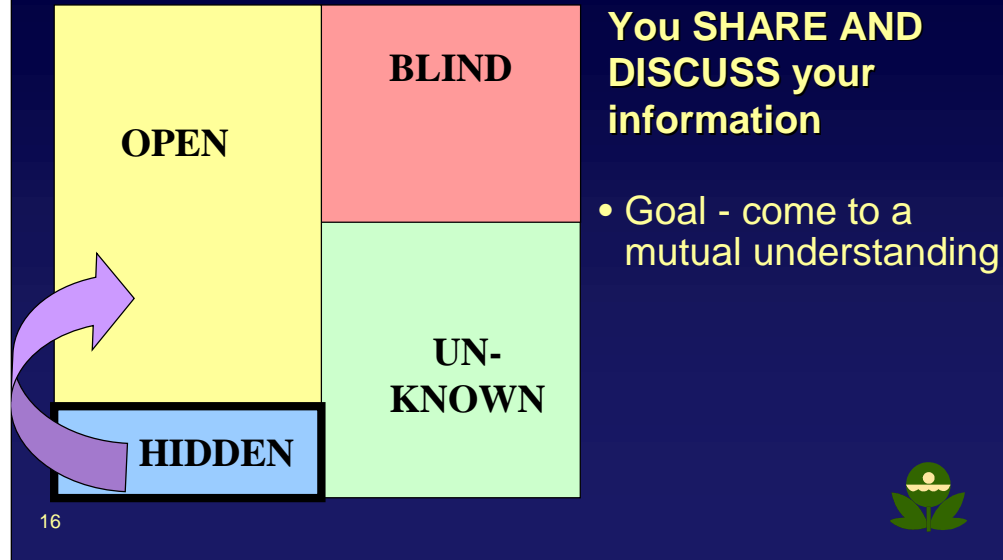 OPEN
BLIND
UN-
KNOWN
HIDDEN
You SHARE AND
DISCUSS your
information
• Goal - come to a
mutual understanding
16